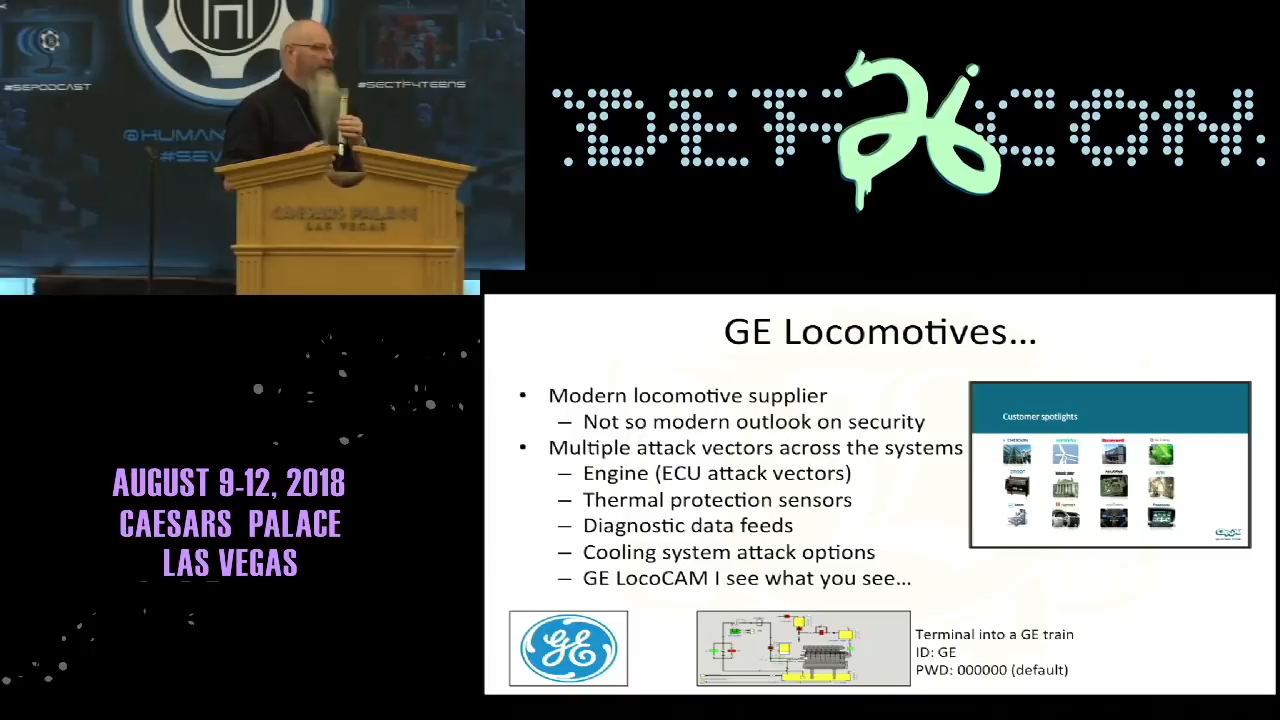 #SEPODCAST
#SECTF4TEENS
@HUMAN
#SEV
CAESARS PALACE
LAS VEGAS
DEF CON
26
AUGUST 9-12, 2018
CAESARS PALACE
LAS VEGAS
GE Locomotives...
• Modern locomotive supplier
– Not so modern outlook on security
• Multiple attack vectors across the systems
– Engine (ECU attack vectors)
– Thermal protection sensors
– Diagnostic data feeds
– Cooling system attack options
– GE LocoCAM I see what you see...
Customer spotlights
QNX
GE
Terminal into a GE train
ID: GE
PWD: 000000 (default)